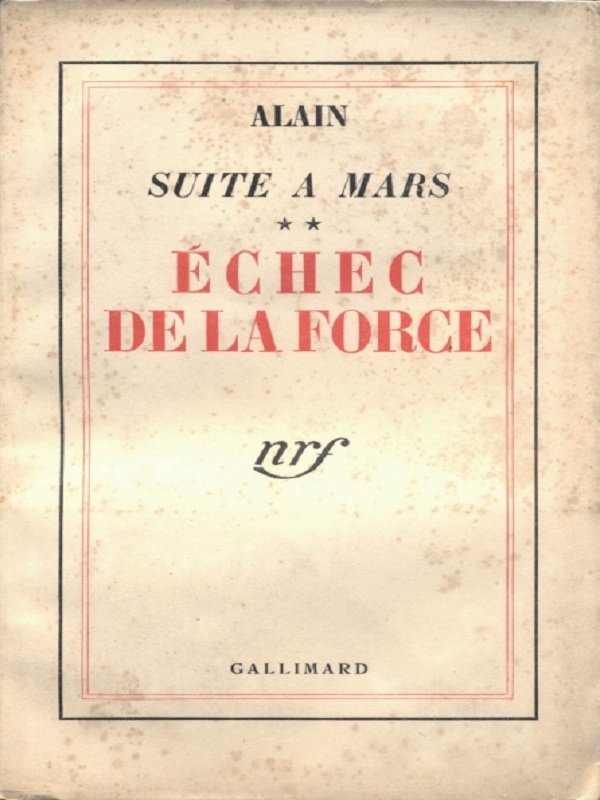 ALAIN
SUITE A MARS
★ ★
ÉCHEC
DE LA FORCE
nrf
GALLIMARD